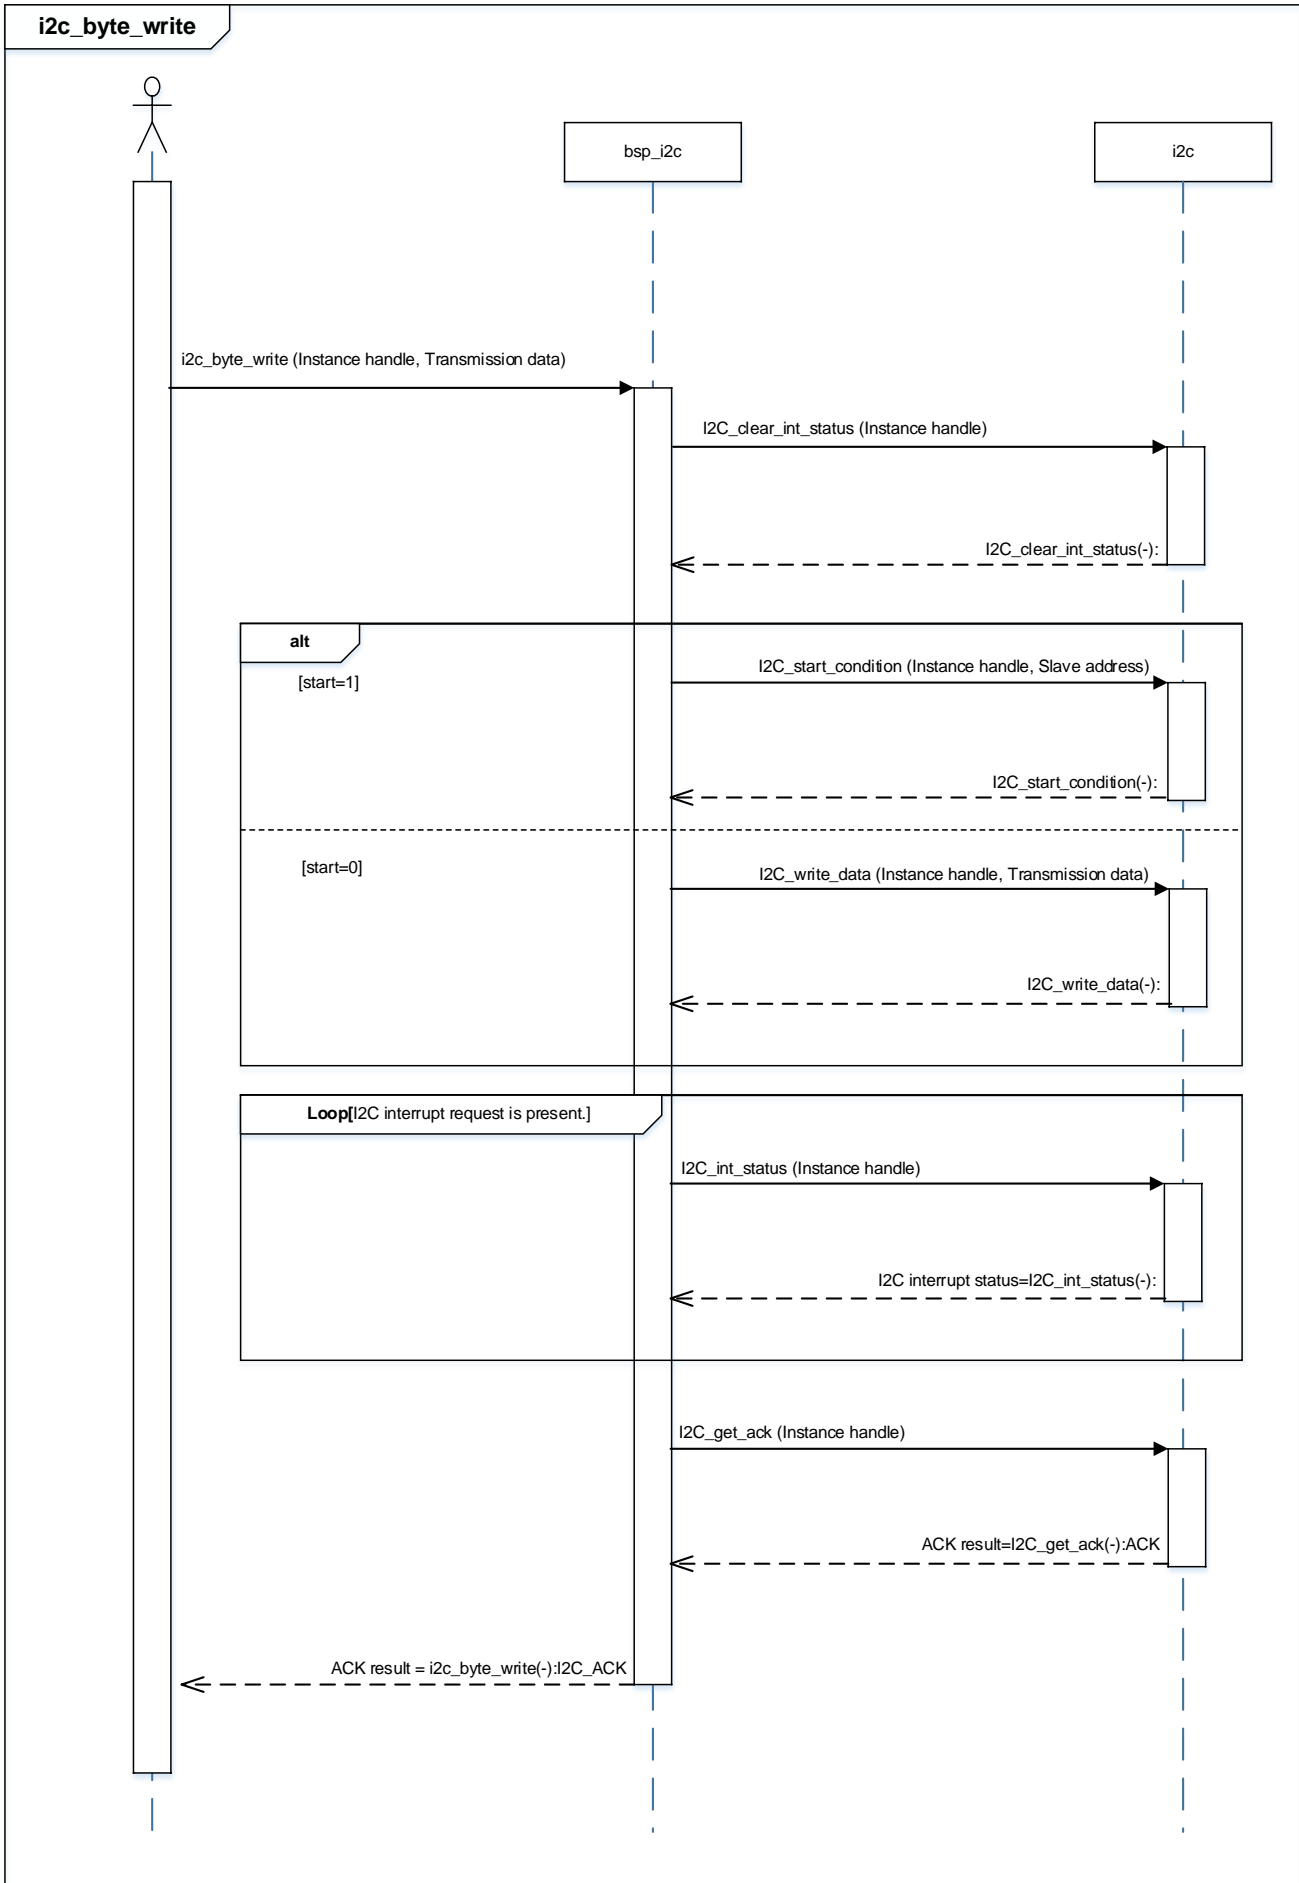 i2c_byte_write
bsp_i2c
i2c
i2c_byte_write (Instance handle, Transmission data)
I2C_clear_int_status (Instance handle)
I2C_clear_int_status(-):
alt
I2C_start_condition (Instance handle, Slave address)
[start=1]
I2C_start_condition(-):
[start=0]
I2C_write_data (Instance handle, Transmission data)
I2C_write_data(-):
Loop[I2C interrupt request is present.]
I2C_int_status (Instance handle)
I2C interrupt status=I2C_int_status(-):
I2C_get_ack (Instance handle)
ACK result=I2C_get_ack(-):ACK
ACK result = i2c_byte_write(-):I2C_ACK